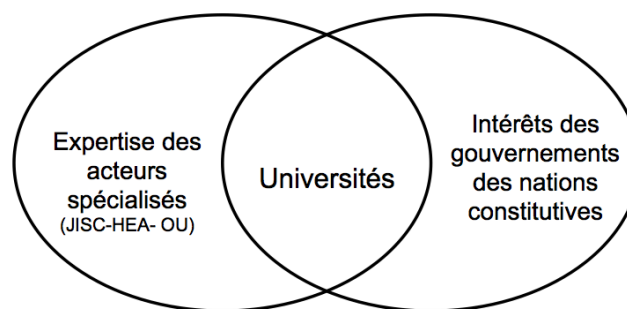 Expertise des
acteurs
spécialisés
(JISC-HEA- OU)
Universités
Intérêts des
gouvernements
des nations
constitutives